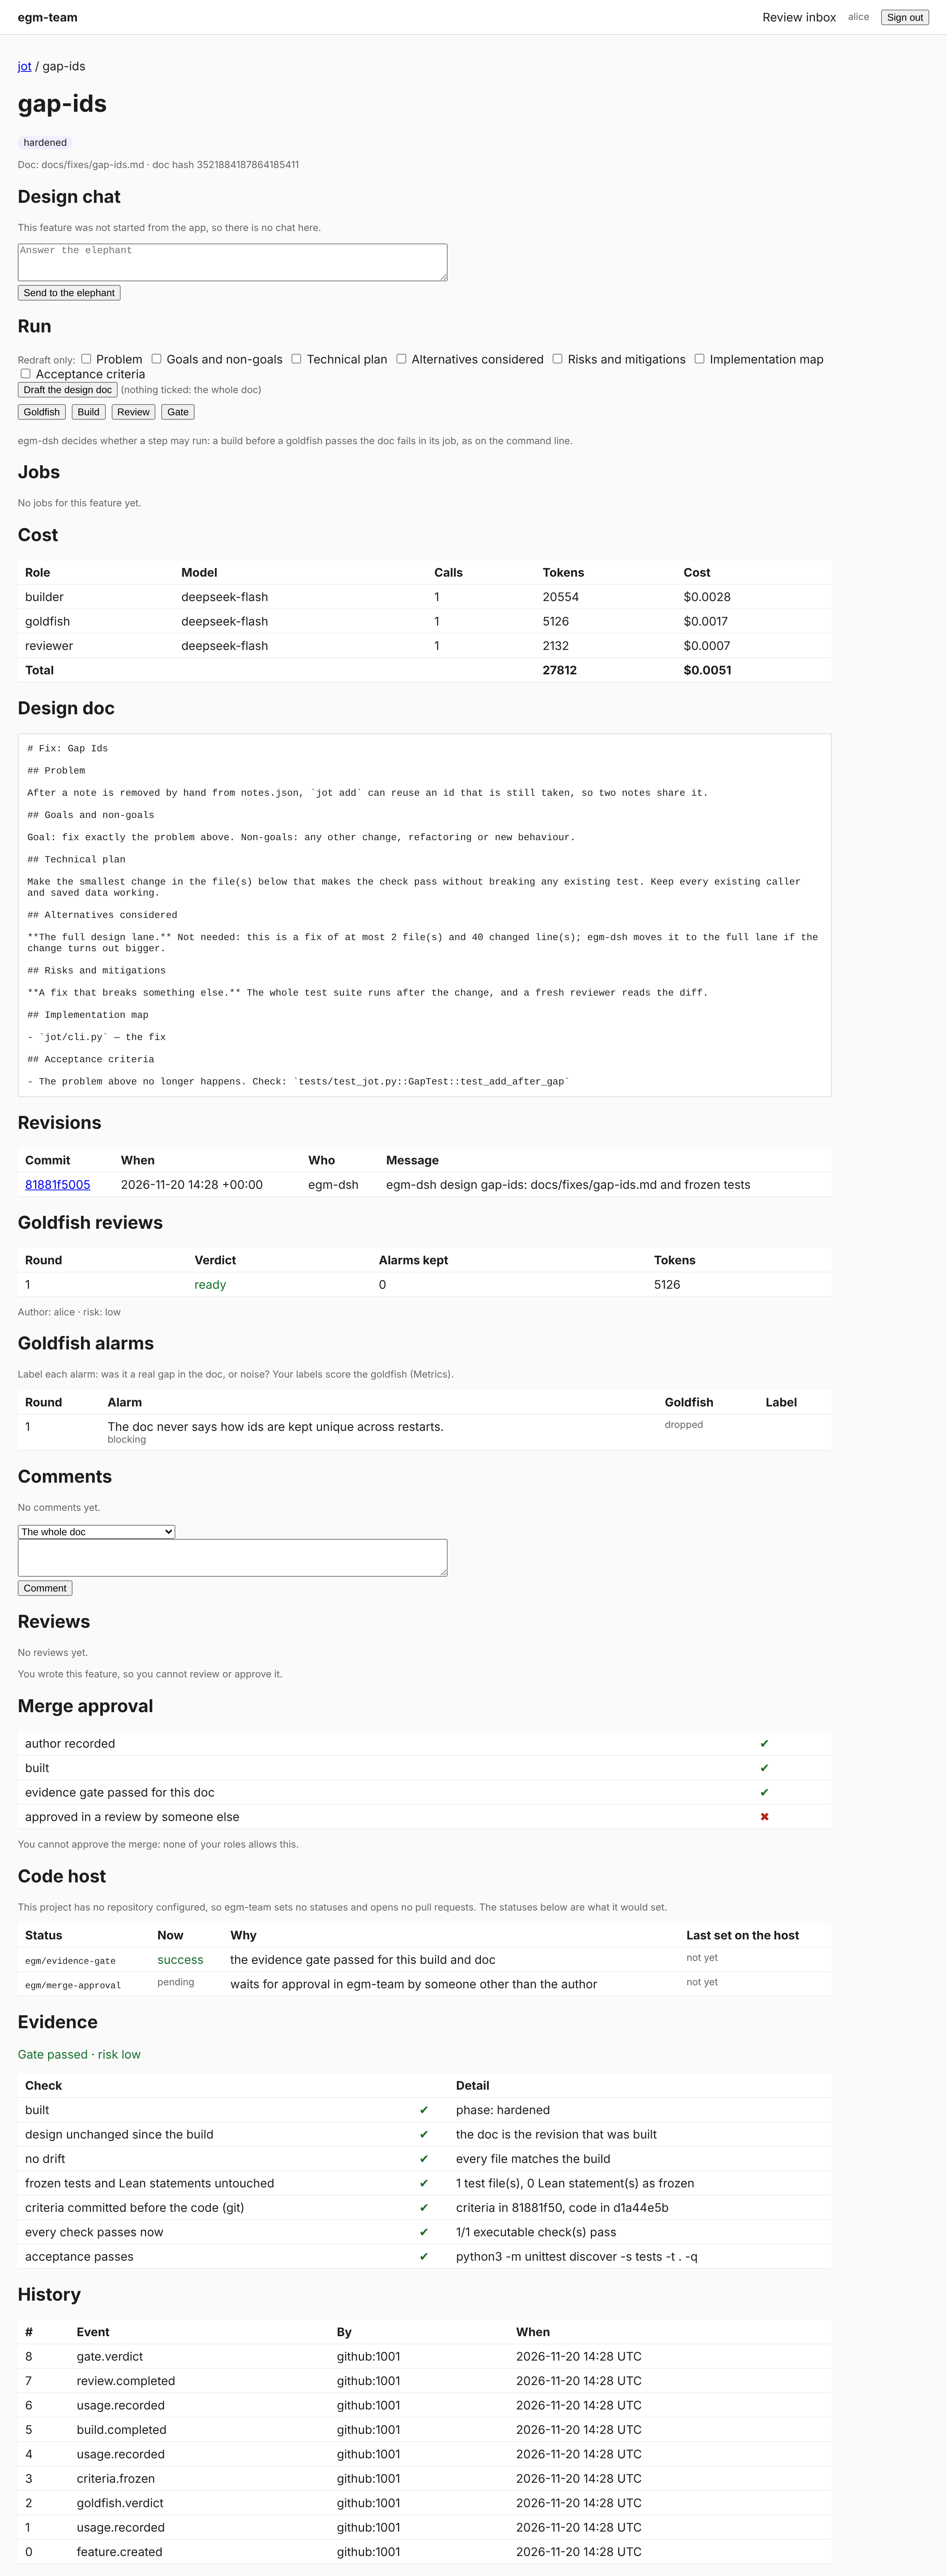 egm-team Review inbox alice Sign out
jot / gap-ids
gap-ids
hardened
Doc: docs/fixes/gap-ids.md · doc hash 3521884187864185411
Design chat
This feature was not started from the app, so there is no chat here.
Answer the elephant
Send to the elephant
Run
Redraft only: Problem Goals and non-goals Technical plan Alternatives considered Risks and mitigations Implementation map
Acceptance criteria
Draft the design doc (nothing ticked: the whole doc)
Goldfish Build Review Gate
egm-dsh decides whether a step may run: a build before a goldfish passes the doc fails in its job, as on the command line.
Jobs
No jobs for this feature yet.
Cost
Role Model Calls Tokens Cost
builder deepseek-flash 1 20554 $0.0028
goldfish deepseek-flash 1 5126 $0.0017
reviewer deepseek-flash 1 2132 $0.0007
Total 27812 $0.0051
Design doc
# Fix: Gap Ids
## Problem
After a note is removed by hand from notes.json, `jot add` can reuse an id that is still taken, so two notes share it.
## Goals and non-goals
Goal: fix exactly the problem above. Non-goals: any other change, refactoring or new behaviour.
## Technical plan
Make the smallest change in the file(s) below that makes the check pass without breaking any existing test. Keep every existing caller
and saved data working.
## Alternatives considered
**The full design lane.** Not needed: this is a fix of at most 2 file(s) and 40 changed line(s); egm-dsh moves it to the full lane if the
change turns out bigger.
## Risks and mitigations
**A fix that breaks something else.** The whole test suite runs after the change, and a fresh reviewer reads the diff.
## Implementation map
- `jot/cli.py` — the fix
## Acceptance criteria
- The problem above no longer happens. Check: `tests/test_jot.py::GapTest::test_add_after_gap`
Revisions
Commit When Who Message
81881f5005 2026-11-20 14:28 +00:00 egm-dsh egm-dsh design gap-ids: docs/fixes/gap-ids.md and frozen tests
Goldfish reviews
Round Verdict Alarms kept Tokens
1 ready 0 5126
Author: alice · risk: low
Goldfish alarms
Label each alarm: was it a real gap in the doc, or noise? Your labels score the goldfish (Metrics).
Round Alarm Goldfish Label
1 The doc never says how ids are kept unique across restarts. dropped
blocking
Comments
No comments yet.
The whole doc
Comment
Reviews
No reviews yet.
You wrote this feature, so you cannot review or approve it.
Merge approval
author recorded ✔
built ✔
evidence gate passed for this doc ✔
approved in a review by someone else ✖
You cannot approve the merge: none of your roles allows this.
Code host
This project has no repository configured, so egm-team sets no statuses and opens no pull requests. The statuses below are what it would set.
Status Now Why Last set on the host
egm/evidence-gate success the evidence gate passed for this build and doc not yet
egm/merge-approval pending waits for approval in egm-team by someone other than the author not yet
Evidence
Gate passed · risk low
Check Detail
built ✔ phase: hardened
design unchanged since the build ✔ the doc is the revision that was built
no drift ✔ every file matches the build
frozen tests and Lean statements untouched ✔ 1 test file(s), 0 Lean statement(s) as frozen
criteria committed before the code (git) ✔ criteria in 81881f50, code in d1a44e5b
every check passes now ✔ 1/1 executable check(s) pass
acceptance passes ✔ python3 -m unittest discover -s tests -t . -q
History
# Event By When
8 gate.verdict github:1001 2026-11-20 14:28 UTC
7 review.completed github:1001 2026-11-20 14:28 UTC
6 usage.recorded github:1001 2026-11-20 14:28 UTC
5 build.completed github:1001 2026-11-20 14:28 UTC
4 usage.recorded github:1001 2026-11-20 14:28 UTC
3 criteria.frozen github:1001 2026-11-20 14:28 UTC
2 goldfish.verdict github:1001 2026-11-20 14:28 UTC
1 usage.recorded github:1001 2026-11-20 14:28 UTC
0 feature.created github:1001 2026-11-20 14:28 UTC